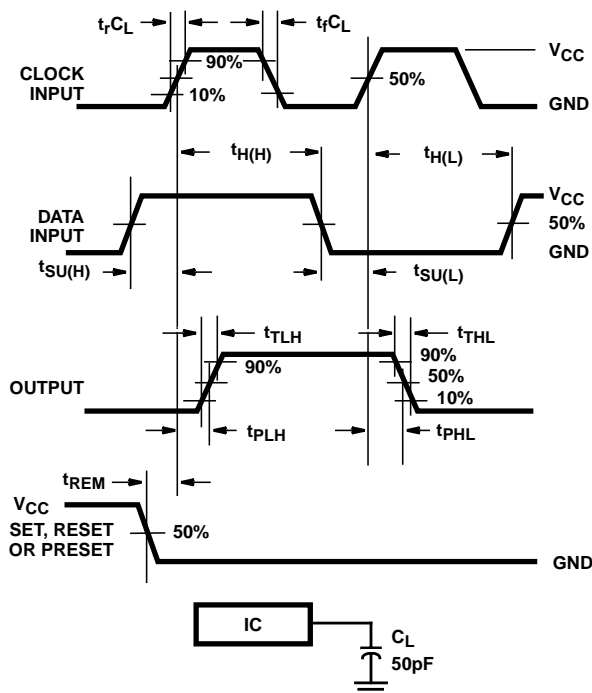 trCL
tfCL
CLOCK
INPUT
90%
10%
50%
VCC
GND
tH(H)
tH(L)
DATA
INPUT
VCC
50%
GND
tSU(H)
tSU(L)
tTLH
tTHL
OUTPUT
90%
90%
50%
10%
tPLH
tPHL
tREM
VCC
SET, RESET
OR PRESET
50%
GND
IC
CL
50pF